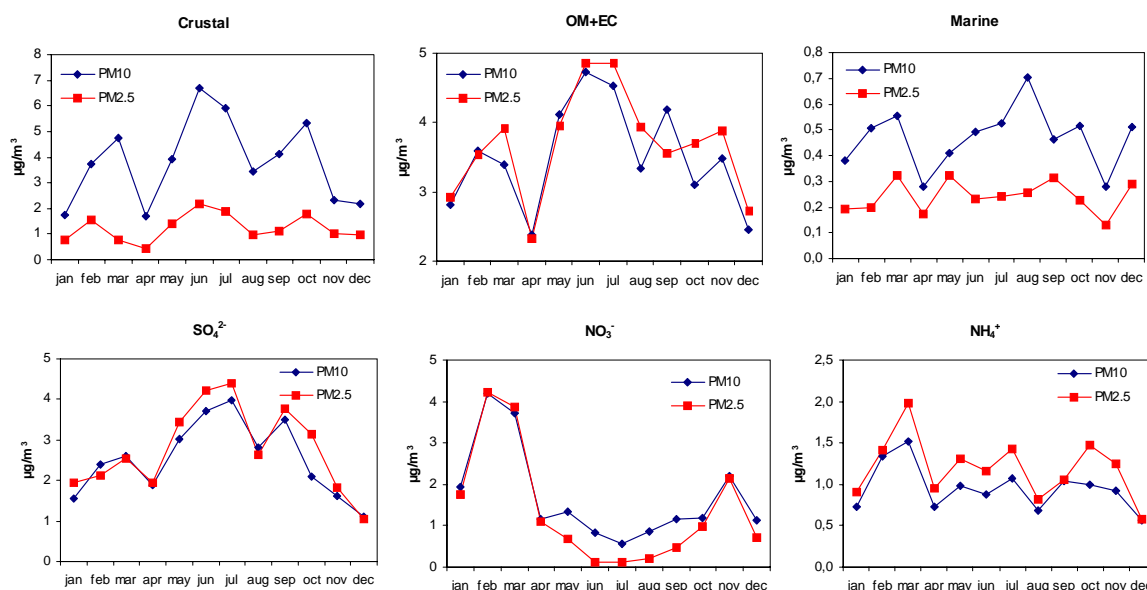 Crustal
8
7
6
5
4
3
2
1
0
µg/m³
PM10
PM2.5
jan feb mar apr may jun jul aug sep oct nov dec
OM+EC
5
4
3
2
µg/m³
PM10
PM2.5
jan feb mar apr may jun jul aug sep oct nov dec
Marine
0,8
0,7
0,6
0,5
0,4
0,3
0,2
0,1
0,0
µg/m³
PM10
PM2.5
jan feb mar apr may jun jul aug sep oct nov dec
SO₄²⁻
5
4
3
2
1
0
µg/m³
PM10
PM2.5
jan feb mar apr may jun jul aug sep oct nov dec
NO₃⁻
5
4
3
2
1
0
µg/m³
PM10
PM2.5
jan feb mar apr may jun jul aug sep oct nov dec
NH₄⁺
2,5
2,0
1,5
1,0
0,5
0,0
µg/m³
PM10
PM2.5
jan feb mar apr may jun jul aug sep oct nov dec